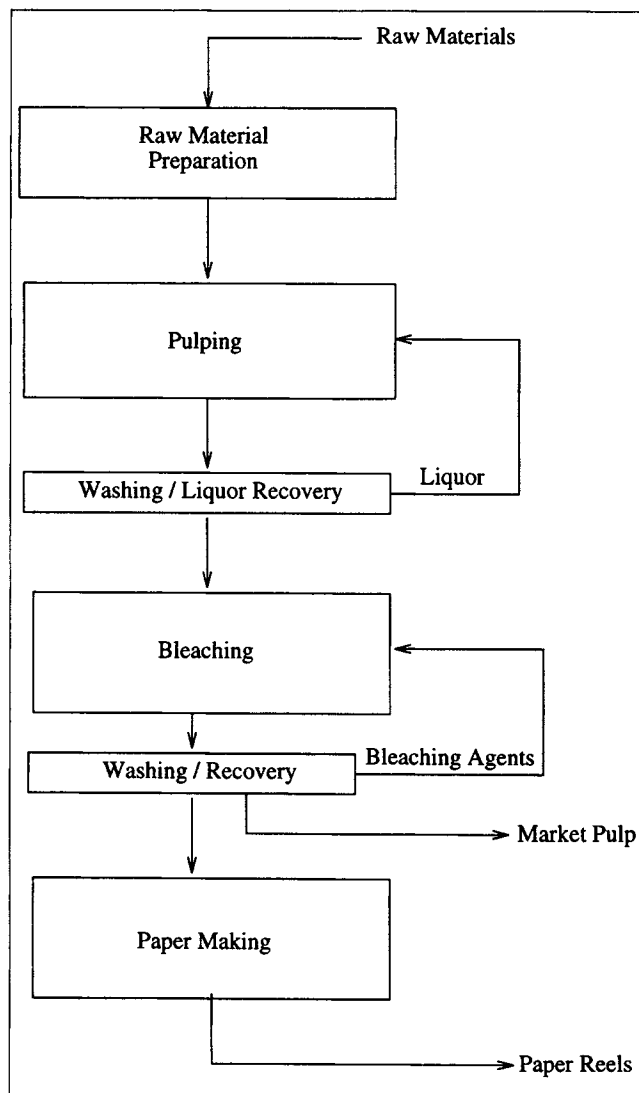 Raw Materials
Raw Material
Preparation
Pulping
Washing / Liquor Recovery
Liquor
Bleaching
Washing / Recovery
Bleaching Agents
Market Pulp
Paper Making
Paper Reels